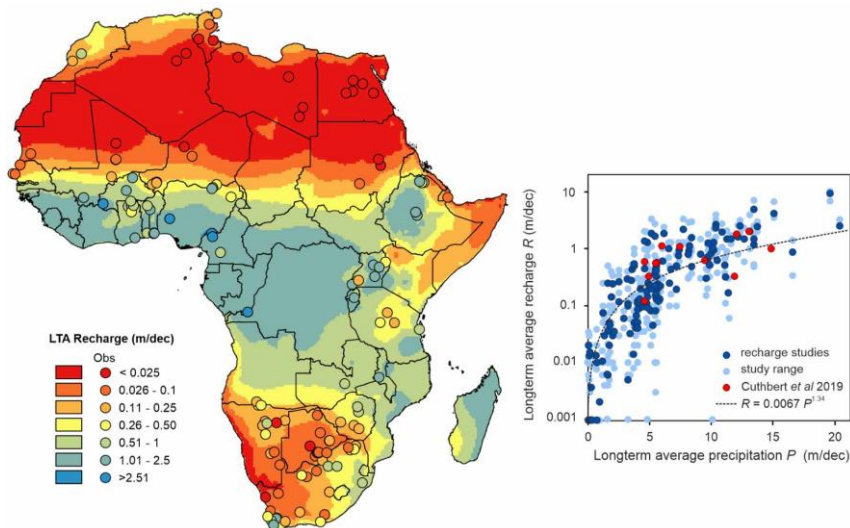 LTA Recharge (m/dec)
Obs
< 0.025
0.026 - 0.1
0.11 - 0.25
0.26 - 0.50
0.51 - 1
1.01 - 2.5
>2.51
Longterm average recharge R (m/dec)
10
1
0.1
0.01
0.001
recharge studies
study range
Cuthbert et al 2019
R = 0.0067 P^1.34
0
5
10
15
20
Longterm average precipitation P (m/dec)